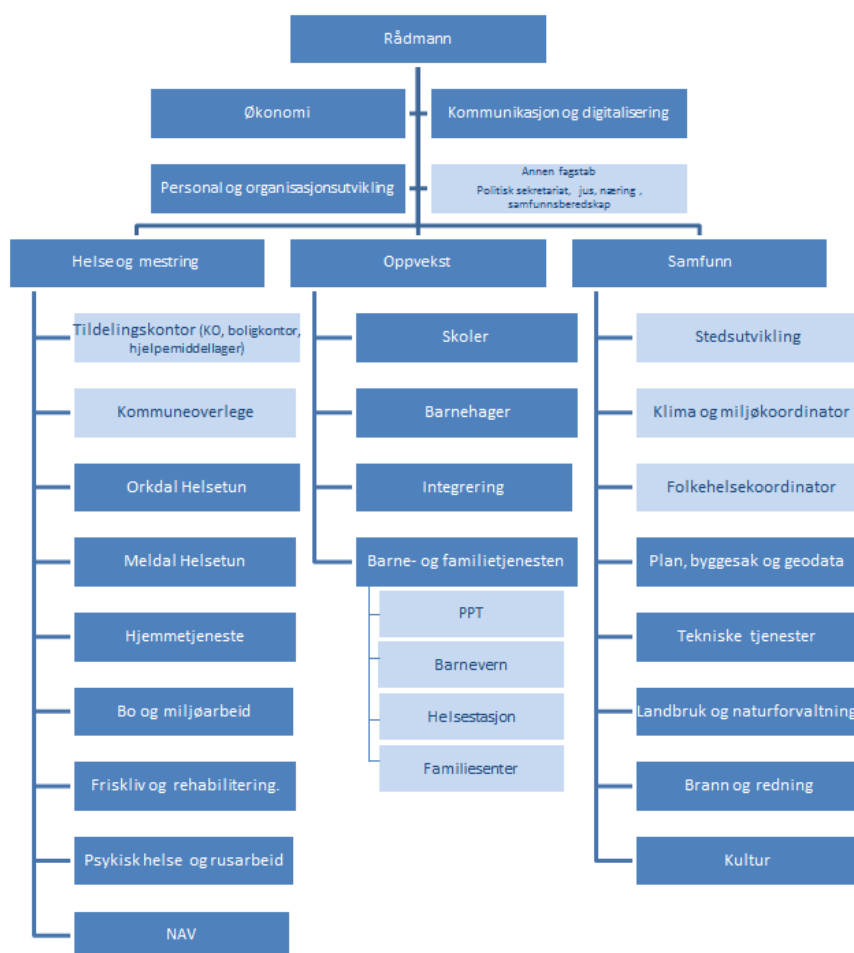 Rådmann
Økonomi
Kommunikasjon og digitalisering
Personal og organisasjonsutvikling
Annen fagstab
Politisk sekretariat, jus, næring ,
samfunnsberedskap
Helse og mestring
Oppvekst
Samfunn
Tildelingskontor (KO, boligkontor,
hjelpemiddellager)
Kommuneoverlege
Orkdal Helsetun
Meldal Helsetun
Hjemmetjeneste
Bo og miljøarbeid
Friskliv og rehabilitering.
Psykisk helse og rusarbeid
NAV
Skoler
Barnehager
Integrering
Barne- og familietjenesten
PPT
Barnevern
Helsestasjon
Familiesenter
Stedsutvikling
Klima og miljøkoordinator
Folkehelsekoordinator
Plan, byggesak og geodata
Tekniske tjenester
Landbruk og naturforvaltning
Brann og redning
Kultur